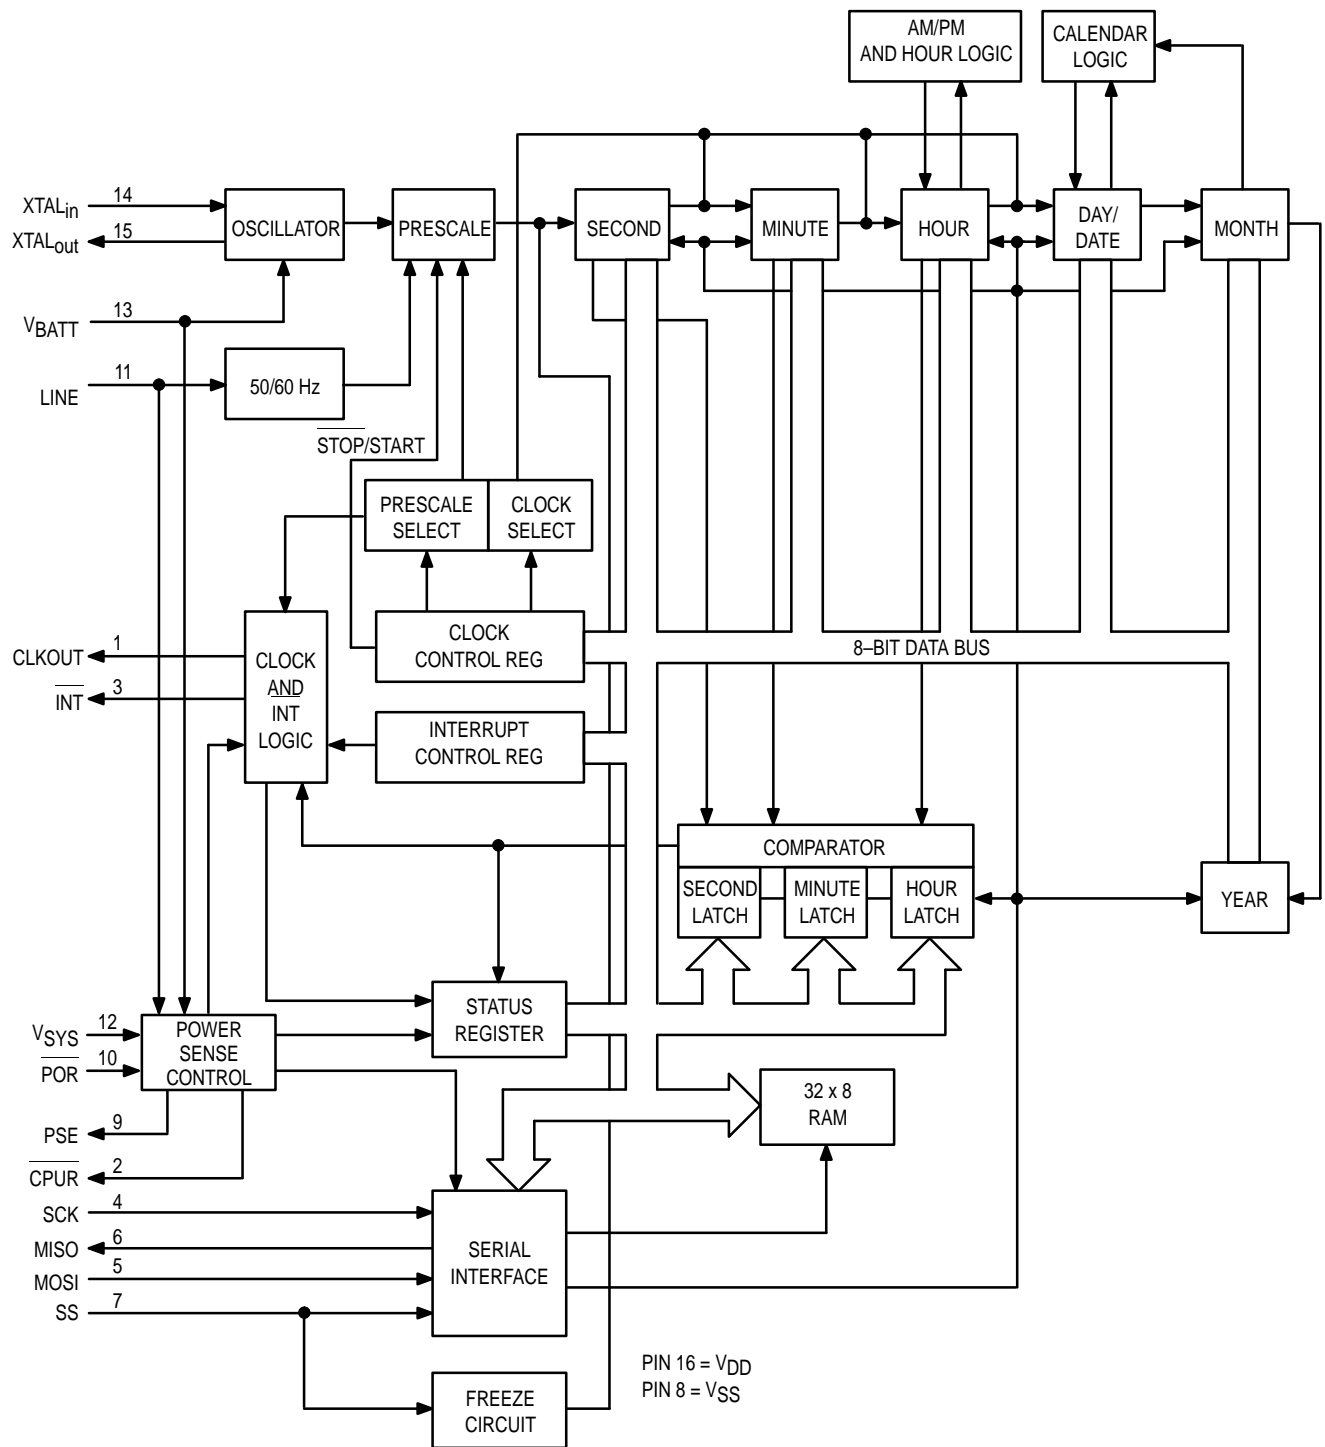 AM/PM
AND HOUR LOGIC
CALENDAR
LOGIC
XTALin
14
XTALout
15
OSCILLATOR
PRESCALE
SECOND
MINUTE
HOUR
DAY/
DATE
MONTH
VBATT
13
LINE
11
50/60 Hz
STOP/START
PRESCALE
SELECT
CLOCK
SELECT
CLOCK
CONTROL REG
8–BIT DATA BUS
CLKOUT
1
INT
3
CLOCK
AND
INT
LOGIC
INTERRUPT
CONTROL REG
COMPARATOR
SECOND
LATCH
MINUTE
LATCH
HOUR
LATCH
YEAR
STATUS
REGISTER
VSYS
12
POR
10
POWER
SENSE
CONTROL
32 x 8
RAM
PSE
9
CPUR
2
SCK
4
MISO
6
MOSI
5
SS
7
SERIAL
INTERFACE
PIN 16 = VDD
PIN 8 = VSS
FREEZE
CIRCUIT